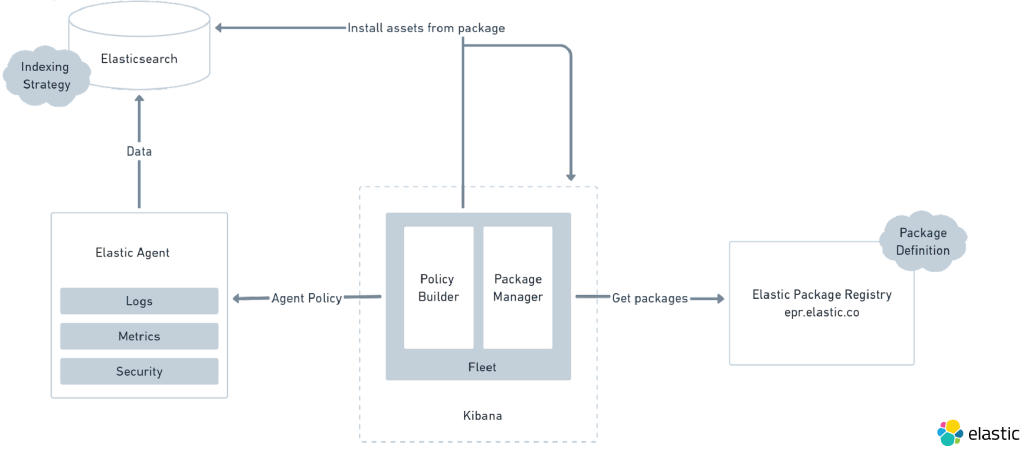 Install assets from package
Elasticsearch
Indexing
Strategy
Data
Elastic Agent
Logs
Metrics
Security
Agent Policy
Policy
Builder
Package
Manager
Fleet
Kibana
Get packages
Package
Definition
Elastic Package Registry
epr.elastic.co
elastic